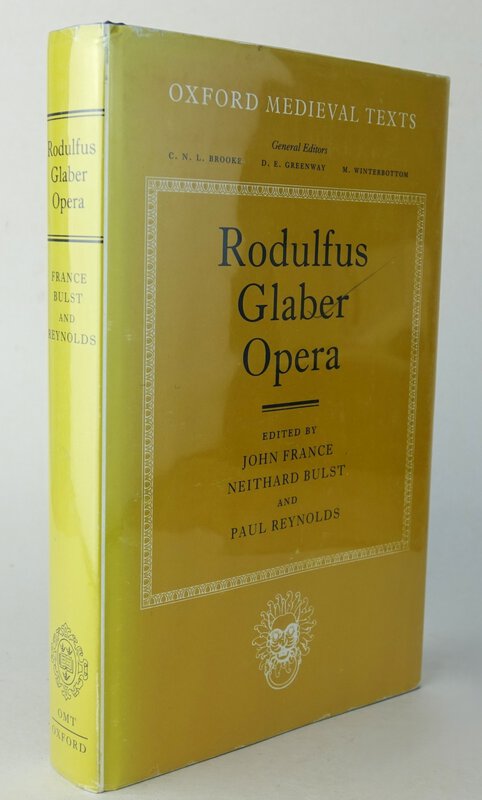 Rodulfus
Glaber
Opera
FRANCE
BULST
AND
REYNOLDS
OMT
OXFORD
OXFORD MEDIEVAL TEXTS
General Editors
C. N. L. BROOKE D. E. GREENWAY M. WINTERBOTTOM
Rodulfus
Glaber
Opera
EDITED BY
JOHN FRANCE
NEITHARD BULST
AND
PAUL REYNOLDS